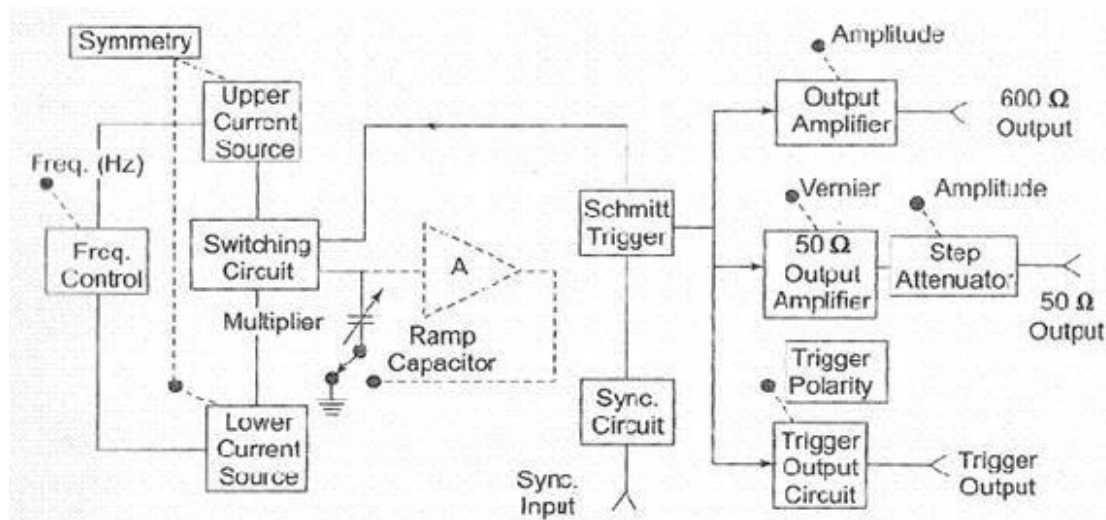 Symmetry
Upper
Current
Source
Freq. (Hz)
Freq.
Control
Switching
Circuit
Multiplier
A
Ramp
Capacitor
Lower
Current
Source
Schmitt
Trigger
Sync.
Circuit
Sync.
Input
Amplitude
Output
Amplifier
600 Ω
Output
Vernier
50 Ω
Output
Amplifier
Amplitude
Step
Attenuator
50 Ω
Output
Trigger
Polarity
Trigger
Output
Circuit
Trigger
Output